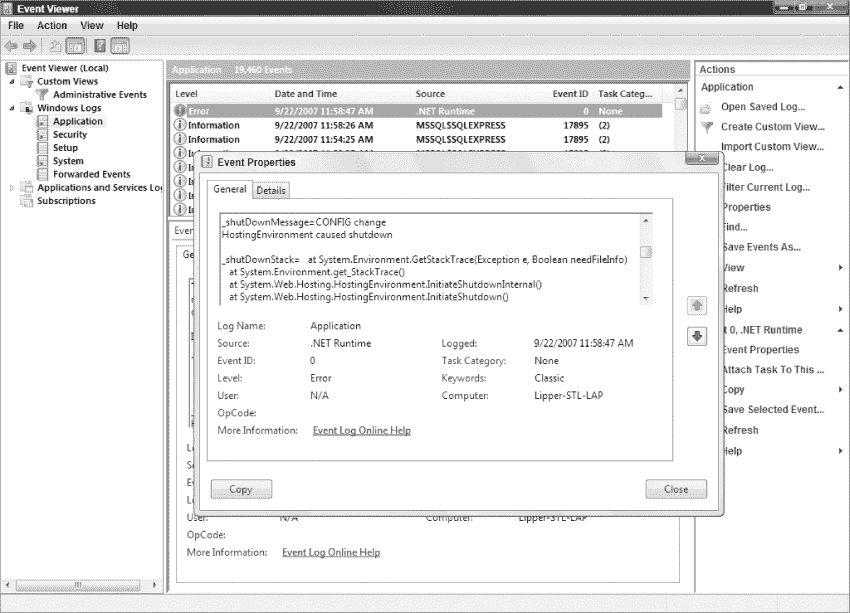 Event Viewer
File Action View Help
Event Viewer (Local)
Custom Views
Administrative Events
Windows Logs
Application
Security
Setup
System
Forwarded Events
Applications and Services Lo
Subscriptions
Application 19,460 Events
Level Date and Time Source Event ID Task Categ...
Error 9/22/2007 11:58:47 AM .NET Runtime 0 None
Information 9/22/2007 11:58:26 AM MSSQLSSQLEXPRESS 17895 (2)
Information 9/22/2007 11:54:25 AM MSSQLSSQLEXPRESS 17895 (2)
Event Properties
General Details
_shutDownMessage=CONFIG change
HostingEnvironment caused shutdown
_shutDownStack= at System.Environment.GetStackTrace(Exception e, Boolean needFileInfo)
at System.Environment.get_StackTrace()
at System.Web.Hosting.HostingEnvironment.InitiateShutdownInternal()
at System.Web.Hosting.HostingEnvironment.InitiateShutdown()
Log Name: Application
Source: .NET Runtime Logged: 9/22/2007 11:58:47 AM
Event ID: 0 Task Category: None
Level: Error Keywords: Classic
User: N/A Computer: Lipper-STL-LAP
OpCode:
More Information: Event Log Online Help
Copy Close
User: N/A Computer: Lipper-STL-LAP
OpCode:
More Information: Event Log Online Help
Actions
Application
Open Saved Log...
Create Custom View...
Import Custom View...
Clear Log...
ilter Current Log...
Properties
ind...
Save Events As...
View
Refresh
Help
t 0, .NET Runtime
Event Properties
Attach Task To This ...
Copy
Save Selected Event...
Refresh
Help